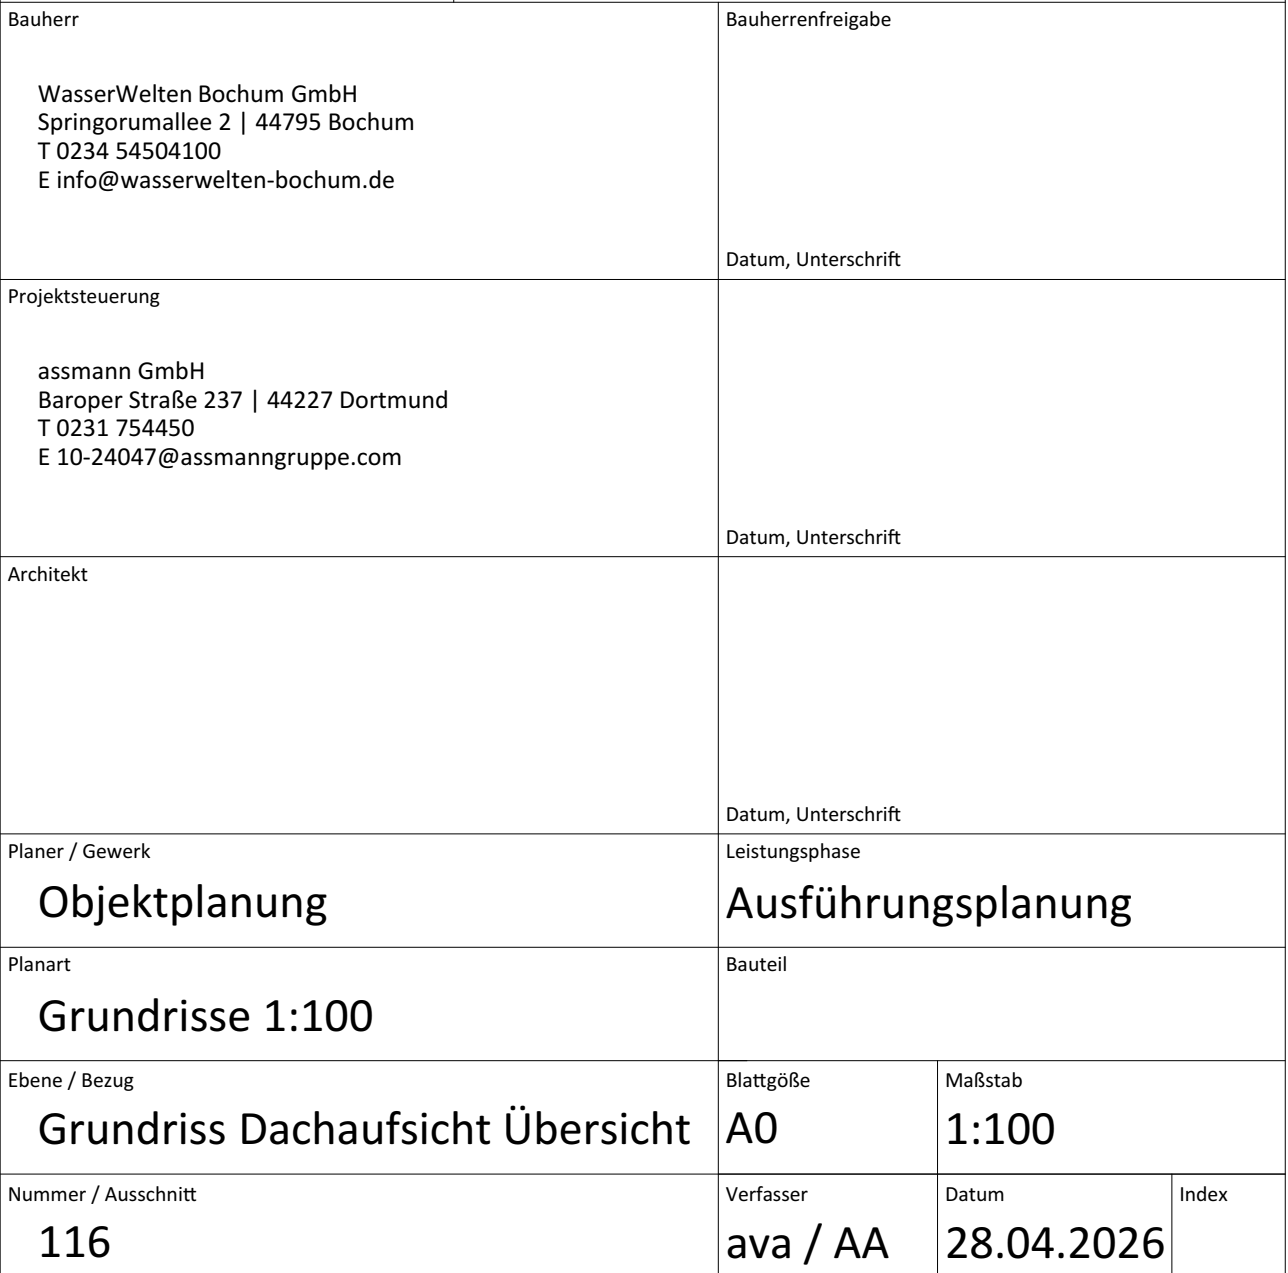 Bauherr
Bauherrenfreigabe
WasserWelten Bochum GmbH
Springorumallee 2 | 44795 Bochum
T 0234 54504100
E info@wasserwelten-bochum.de
Datum, Unterschrift
Projektsteuerung
assmann GmbH
Baroper Straße 237 | 44227 Dortmund
T 0231 754450
E 10-24047@assmanngruppe.com
Datum, Unterschrift
Architekt
Datum, Unterschrift
Planer / Gewerk
Objektplanung
Leistungsphase
Ausführungsplanung
Planart
Grundrisse 1:100
Bauteil
Ebene / Bezug
Grundriss Dachaufsicht Übersicht
Blattgöße
A0
Maßstab
1:100
Nummer / Ausschnitt
116
Verfasser
ava / AA
Datum
28.04.2026
Index